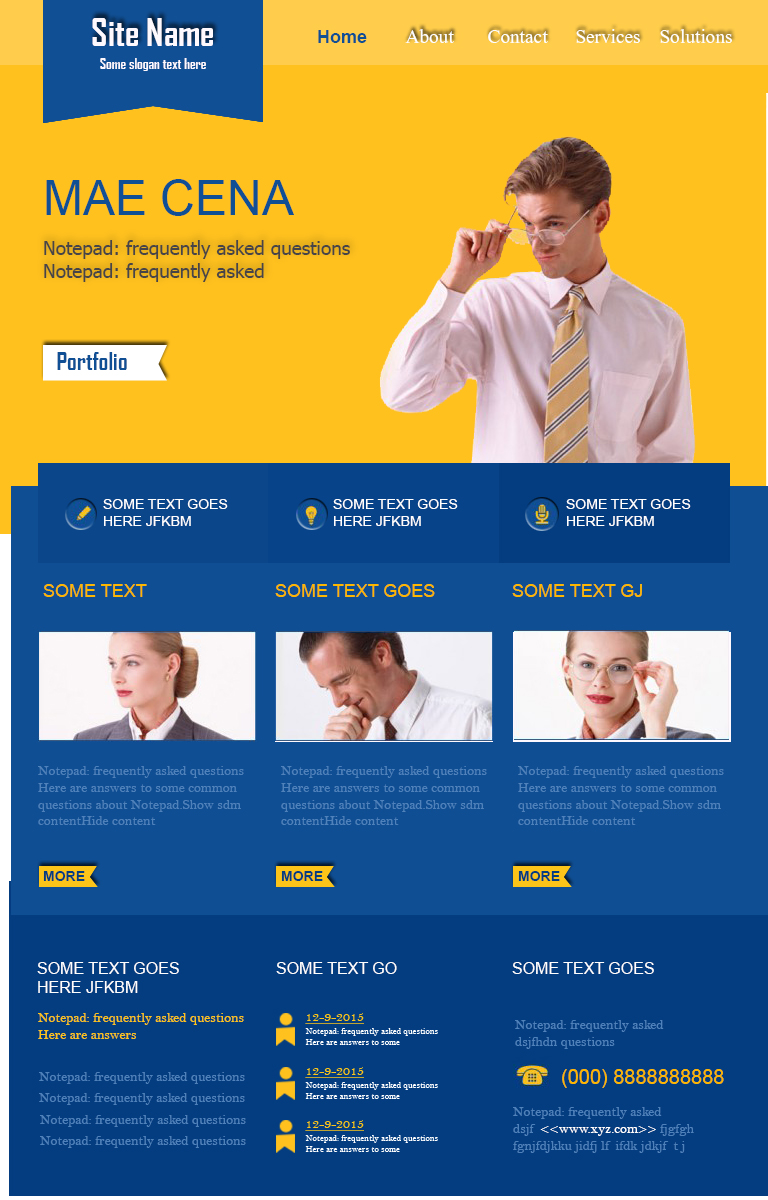 Site Name
Some slogan text here
Home About Contact Services Solutions
MAE CENA
Notepad: frequently asked questions
Notepad: frequently asked
Portfolio
SOME TEXT GOES
HERE JFKBM
SOME TEXT GOES
HERE JFKBM
SOME TEXT GOES
HERE JFKBM
SOME TEXT
SOME TEXT GOES
SOME TEXT GJ
Notepad: frequently asked questions
Here are answers to some common
questions about Notepad.Show sdm
contentHide content
Notepad: frequently asked questions
Here are answers to some common
questions about Notepad.Show sdm
contentHide content
Notepad: frequently asked questions
Here are answers to some common
questions about Notepad.Show sdm
contentHide content
MORE
MORE
MORE
SOME TEXT GOES
HERE JFKBM
Notepad: frequently asked questions
Here are answers
Notepad: frequently asked questions
Notepad: frequently asked questions
Notepad: frequently asked questions
Notepad: frequently asked questions
SOME TEXT GO
12-9-2015
Notepad: frequently asked questions
Here are answers to some
12-9-2015
Notepad: frequently asked questions
Here are answers to some
12-9-2015
Notepad: frequently asked questions
Here are answers to some
SOME TEXT GOES
Notepad: frequently asked
dsjfhdn questions
(000) 8888888888
Notepad: frequently asked
dsjf <<www.xyz.com>> fjgfgh
fgnjfdjkku jidfj lf ifdk jdkjf t j